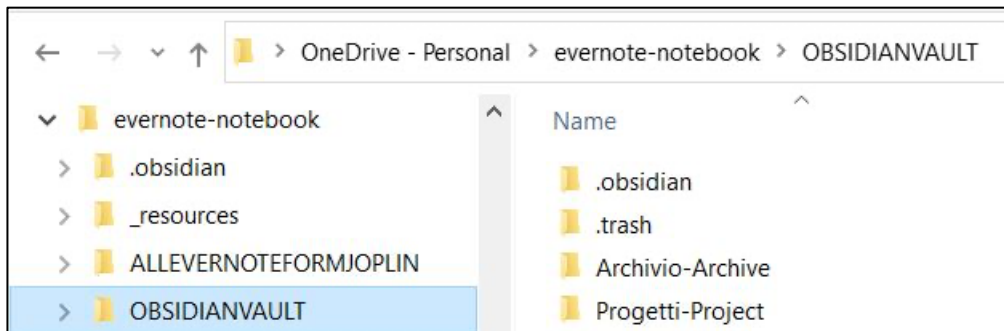 OneDrive - Personal > evernote-notebook > OBSIDIANVAULT
evernote-notebook
.obsidian
_resources
ALLEVERNOTEFORMJOPLIN
OBSIDIANVAULT
Name
.obsidian
.trash
Archivio-Archive
Progetti-Project